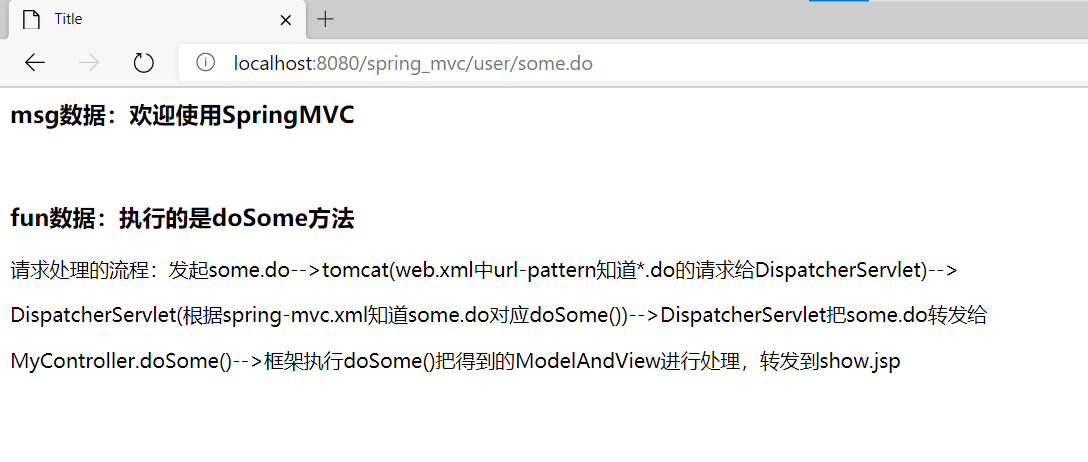 Title
localhost:8080/spring_mvc/user/some.do
msg数据：欢迎使用SpringMVC
fun数据：执行的是doSome方法
请求处理的流程：发起some.do-->tomcat(web.xml中url-pattern知道*.do的请求给DispatcherServlet)-->
DispatcherServlet(根据spring-mvc.xml知道some.do对应doSome())-->DispatcherServlet把some.do转发给
MyController.doSome()-->框架执行doSome()把得到的ModelAndView进行处理，转发到show.jsp